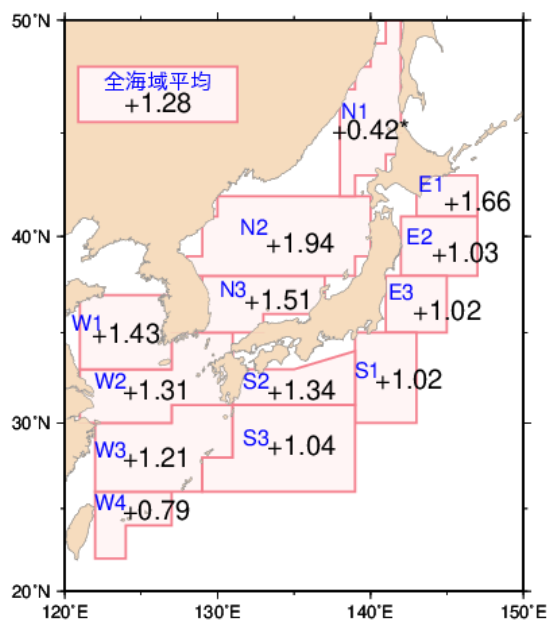 50°N
全海域平均
+1.28
N1
+0.42*
E1
+1.66
40°N
N2
+1.94
E2
+1.03
N3
+1.51
E3
+1.02
W1
+1.43
W2
+1.31
S2
+1.34
S1
+1.02
30°N
W3
+1.21
S3
+1.04
W4
+0.79
20°N
120°E
130°E
140°E
150°E